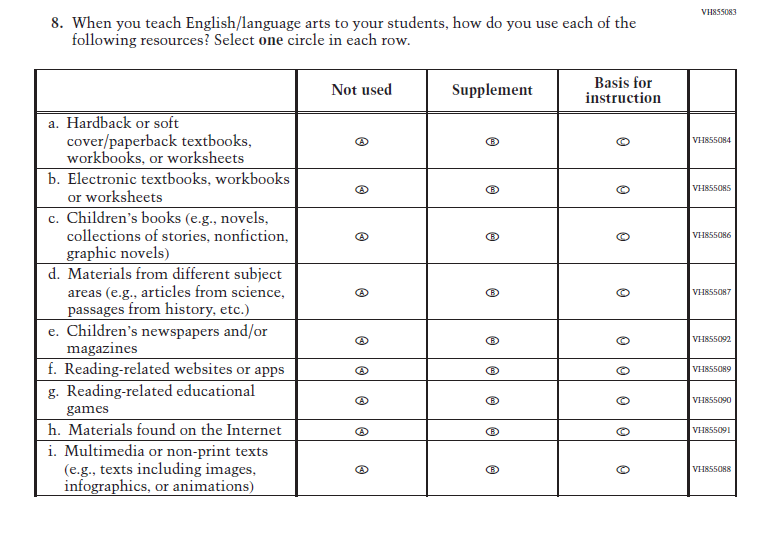 VH855083
8. When you teach English/language arts to your students, how do you use each of the
following resources? Select one circle in each row.
Not used Supplement Basis for
instruction
a. Hardback or soft
cover/paperback textbooks,
workbooks, or worksheets
A B C VH855084
b. Electronic textbooks, workbooks
or worksheets
A B C VH855085
c. Children's books (e.g., novels,
collections of stories, nonfiction,
graphic novels)
A B C VH855086
d. Materials from different subject
areas (e.g., articles from science,
passages from history, etc.)
A B C VH855087
e. Children's newspapers and/or
magazines
A B C VH855092
f. Reading-related websites or apps A B C VH855089
g. Reading-related educational
games
A B C VH855090
h. Materials found on the Internet A B C VH855091
i. Multimedia or non-print texts
(e.g., texts including images,
infographics, or animations)
A B C VH855088